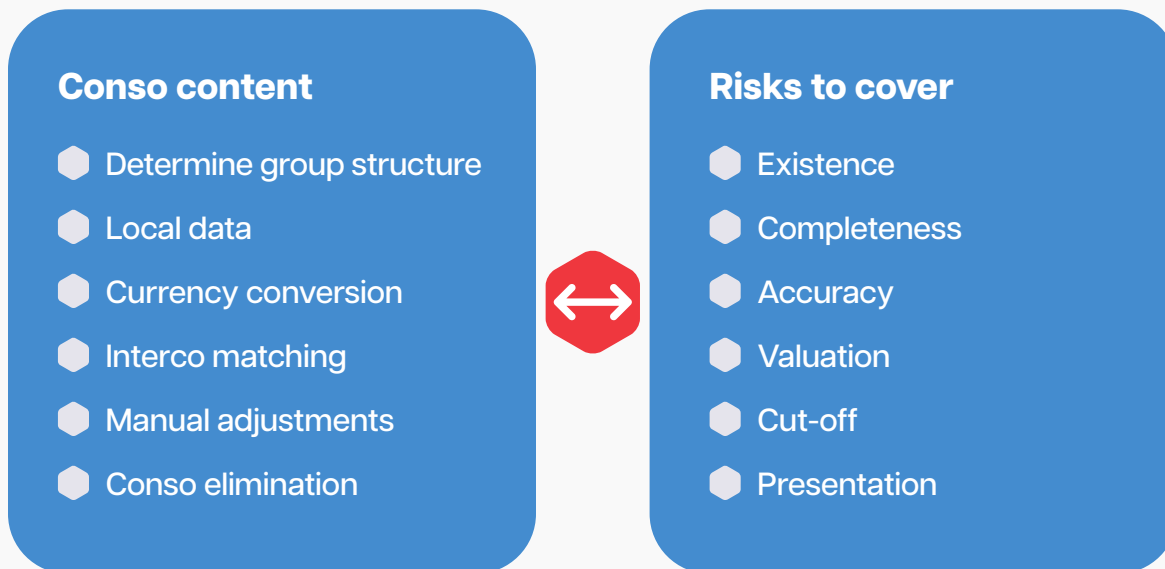 Conso content
Determine group structure
Local data
Currency conversion
Interco matching
Manual adjustments
Conso elimination
Risks to cover
Existence
Completeness
Accuracy
Valuation
Cut-off
Presentation